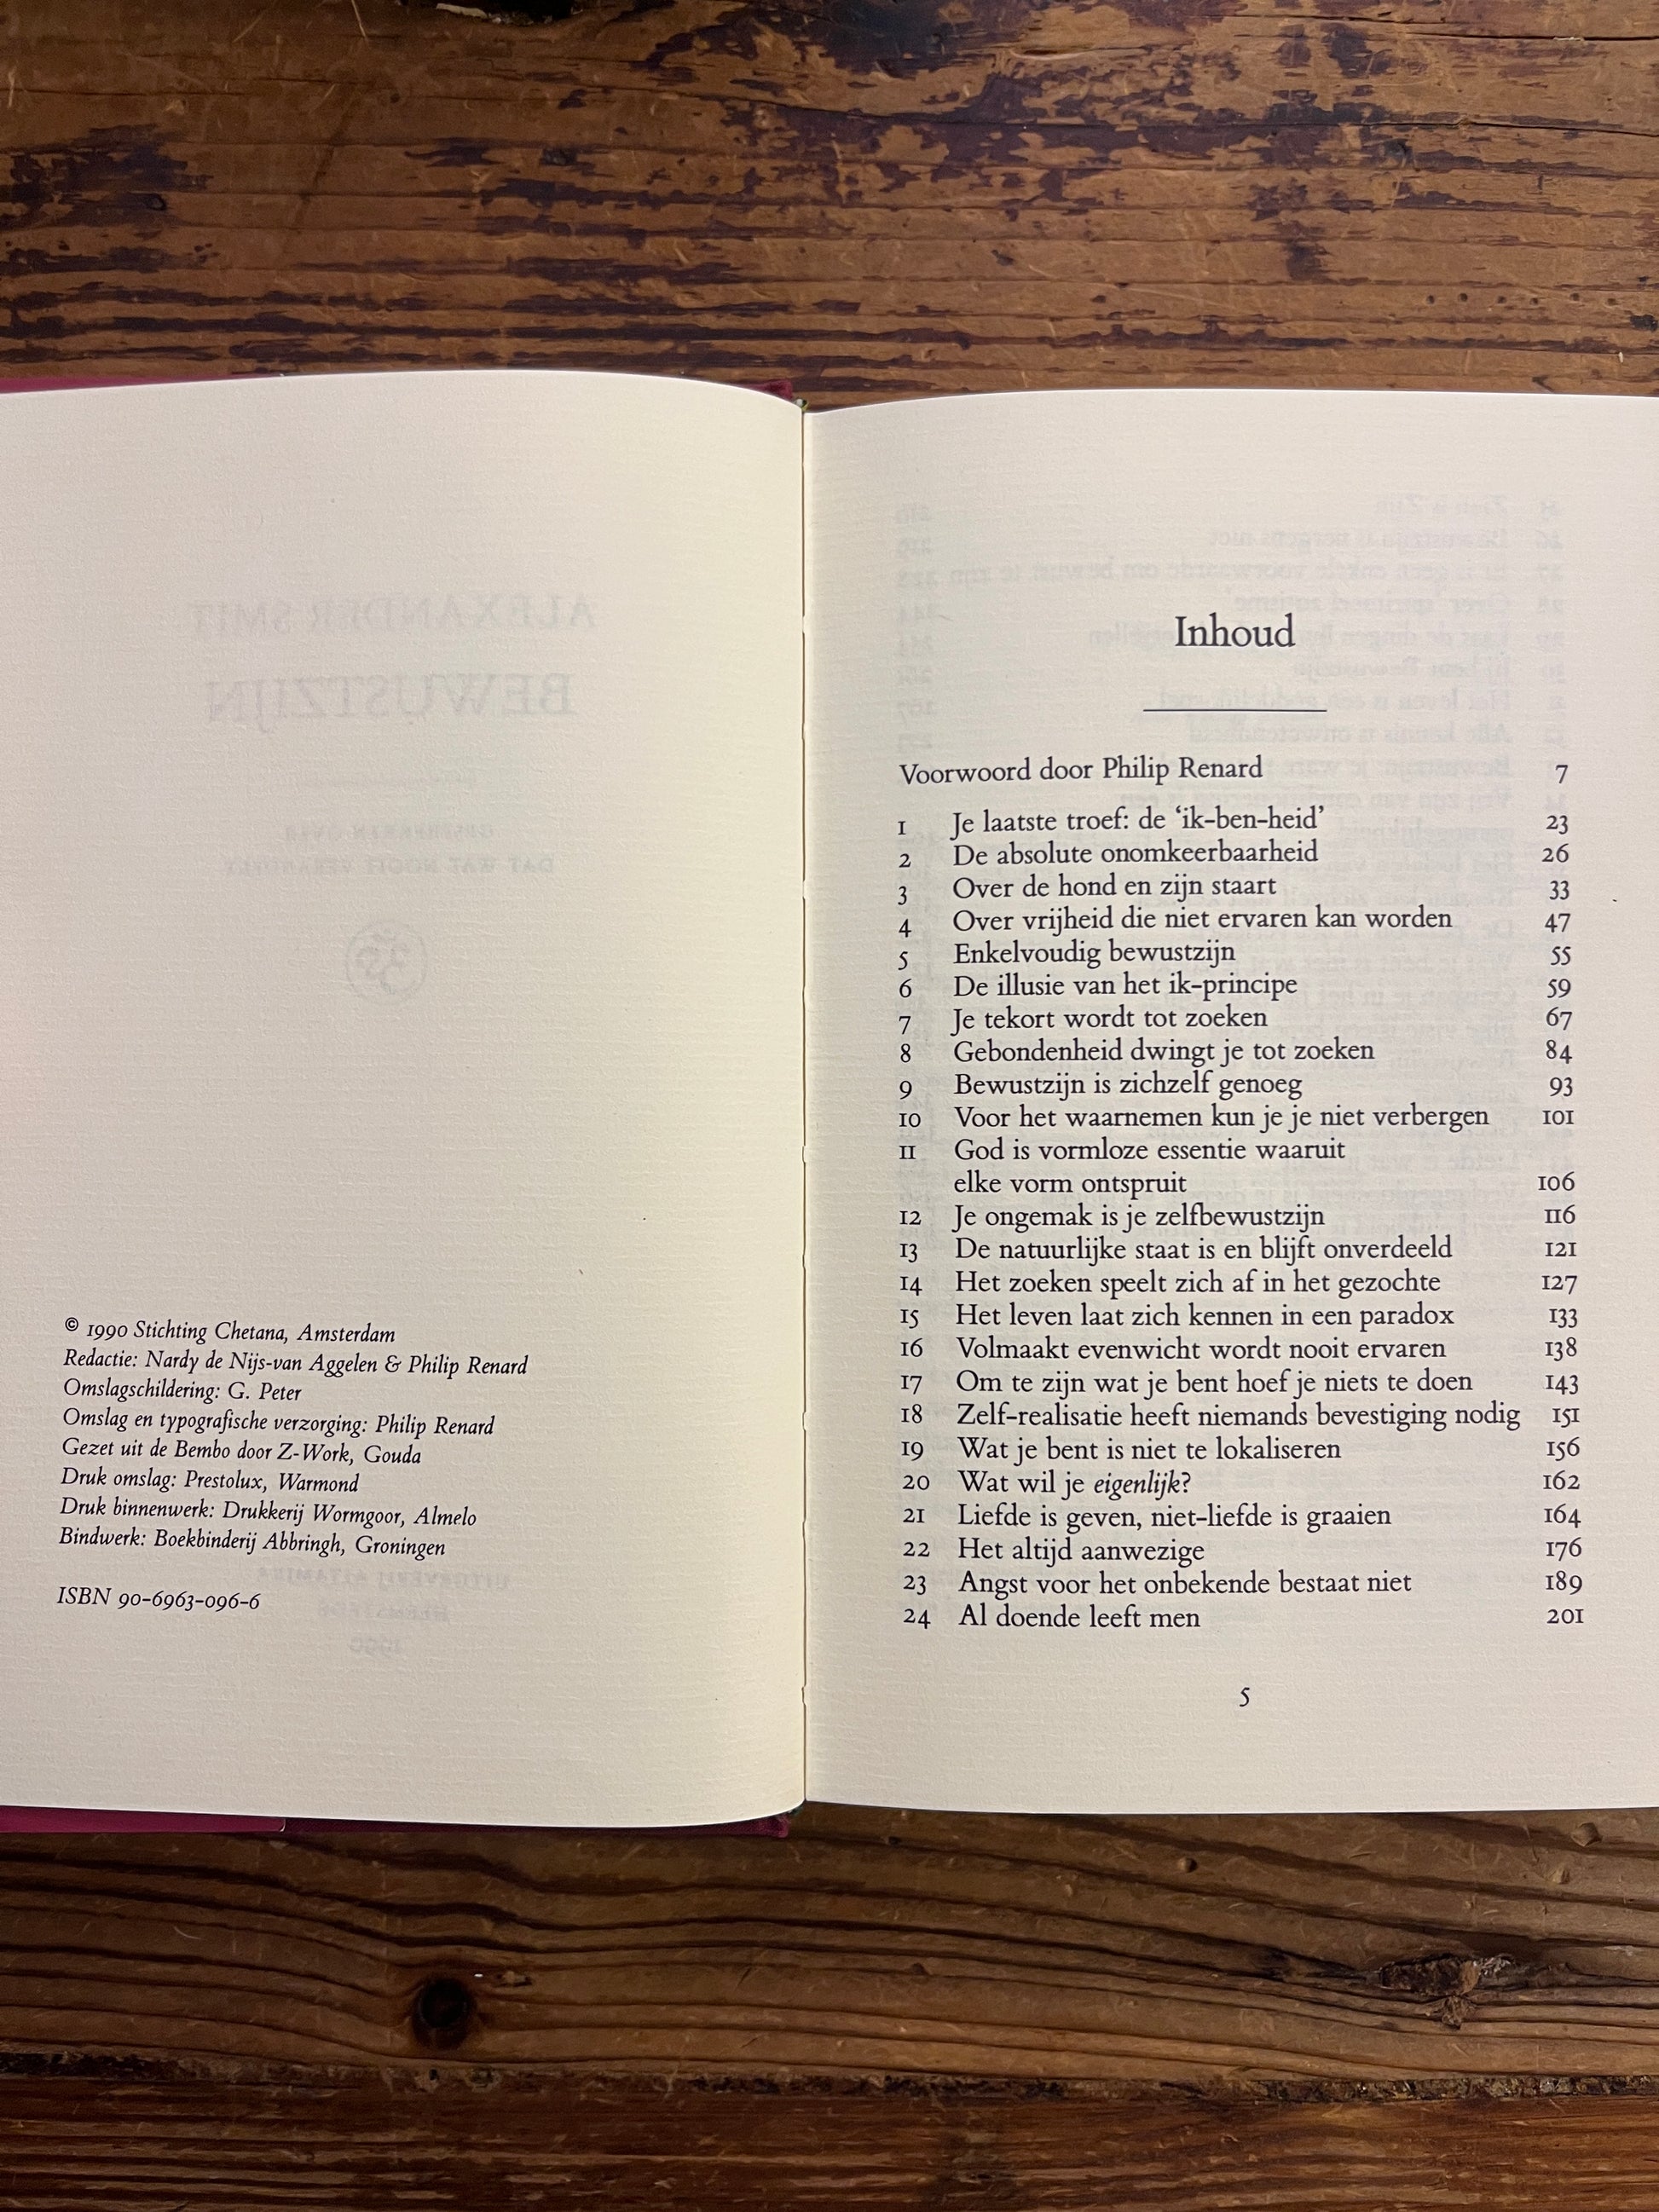 © 1990 Stichting Chetana, Amsterdam
Redactie: Nardy de Nijs-van Aggelen & Philip Renard
Omslagschildering: G. Peter
Omslag en typografische verzorging: Philip Renard
Gezet uit de Bembo door Z-Work, Gouda
Druk omslag: Prestolux, Warmond
Druk binnenwerk: Drukkerij Wormgoor, Almelo
Bindwerk: Boekbinderij Abbringh, Groningen
ISBN 90-6963-096-6
Inhoud
Voorwoord door Philip Renard 7
1 Je laatste troef: de ‘ik-ben-heid’ 23
2 De absolute onomkeerbaarheid 26
3 Over de hond en zijn staart 33
4 Over vrijheid die niet ervaren kan worden 47
5 Enkelvoudig bewustzijn 55
6 De illusie van het ik-principe 59
7 Je tekort wordt tot zoeken 67
8 Gebondenheid dwingt je tot zoeken 84
9 Bewustzijn is zichzelf genoeg 93
10 Voor het waarnemen kun je je niet verbergen 101
11 God is vormloze essentie waaruit
elke vorm ontspruit 106
12 Je ongemak is je zelfbewustzijn 116
13 De natuurlijke staat is en blijft onverdeeld 121
14 Het zoeken speelt zich af in het gezochte 127
15 Het leven laat zich kennen in een paradox 133
16 Volmaakt evenwicht wordt nooit ervaren 138
17 Om te zijn wat je bent hoef je niets te doen 143
18 Zelf-realisatie heeft niemands bevestiging nodig 151
19 Wat je bent is niet te lokaliseren 156
20 Wat wil je eigenlijk? 162
21 Liefde is geven, niet-liefde is graaien 164
22 Het altijd aanwezige 176
23 Angst voor het onbekende bestaat niet 189
24 Al doende leeft men 201
5